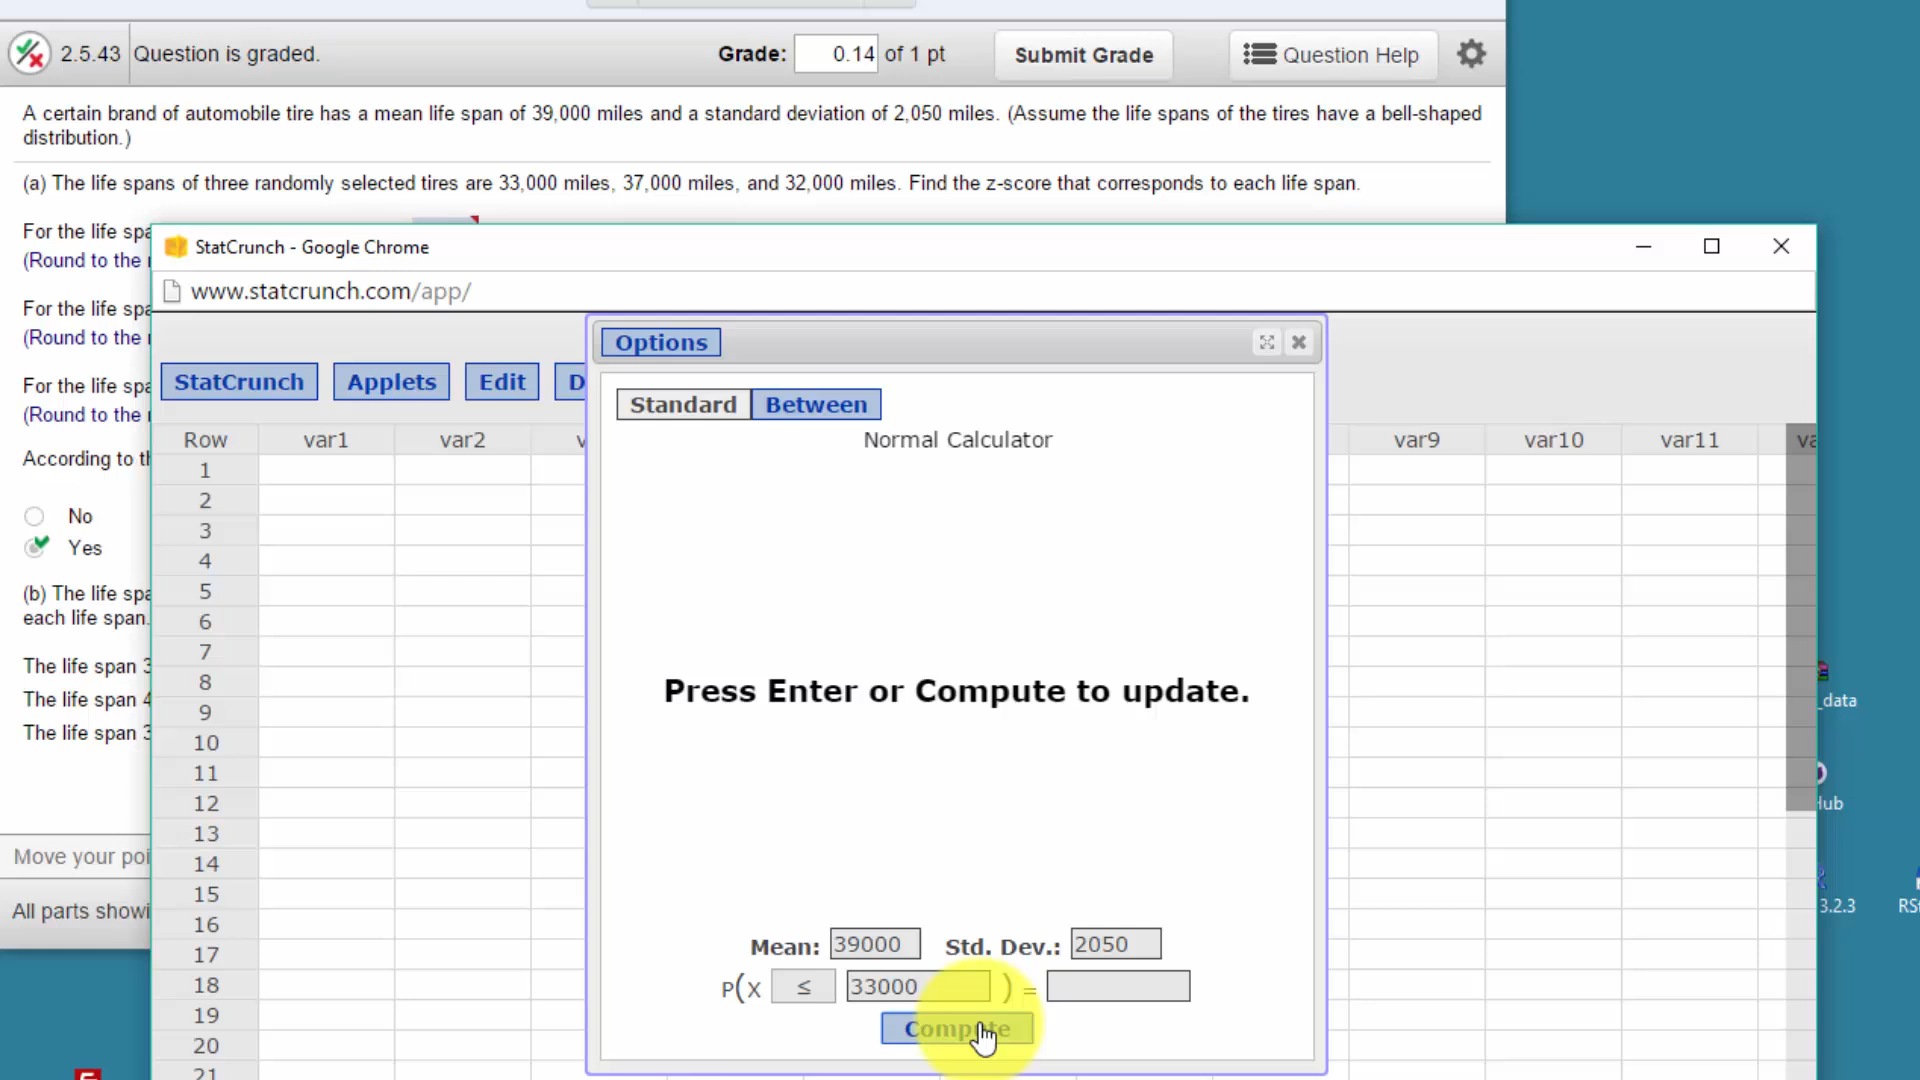 2.5.43 Question is graded. Grade: 0.14 of 1 pt Submit Grade Question Help
A certain brand of automobile tire has a mean life span of 39,000 miles and a standard deviation of 2,050 miles. (Assume the life spans of the tires have a bell-shaped
distribution.)
(a) The life spans of three randomly selected tires are 33,000 miles, 37,000 miles, and 32,000 miles. Find the z-score that corresponds to each life span.
For the life
(Round to the
For the life
(Round to the
For the life
(Round to the
According to
No
Yes
(b) The life
each life span.
The life span
The life span
The life span
Move your
All parts
StatCrunch - Google Chrome
www.statcrunch.com/app/
Options
StatCrunch Applets Edit
Standard Between
Normal Calculator
Row var1 var2 var9 var10 var11
1
2
3
4
5
6
7
8
9
10
11
12
13
14
15
16
17
18
19
20
21
Press Enter or Compute to update.
Mean: 39000 Std. Dev.: 2050
P(X ≤ 33000 ) =
Compute
_data
3.2.3